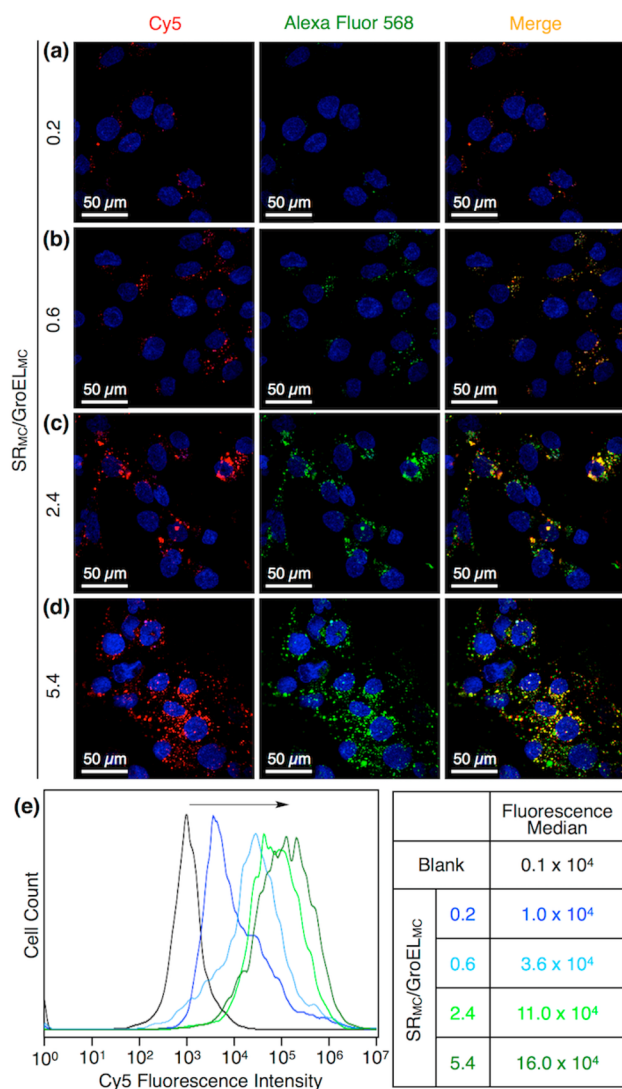 Cy5 Alexa Fluor 568 Merge
(a)
0.2
50 µm 50 µm 50 µm
(b)
0.6
50 µm 50 µm 50 µm
SR_MC/GroEL_MC
(c)
2.4
50 µm 50 µm 50 µm
(d)
5.4
50 µm 50 µm 50 µm
(e)
Cell Count
10⁰ 10¹ 10² 10³ 10⁴ 10⁵ 10⁶ 10⁷
Cy5 Fluorescence Intensity
Fluorescence
Median
Blank 0.1 x 10⁴
SR_MC/GroEL_MC
0.2 1.0 x 10⁴
0.6 3.6 x 10⁴
2.4 11.0 x 10⁴
5.4 16.0 x 10⁴